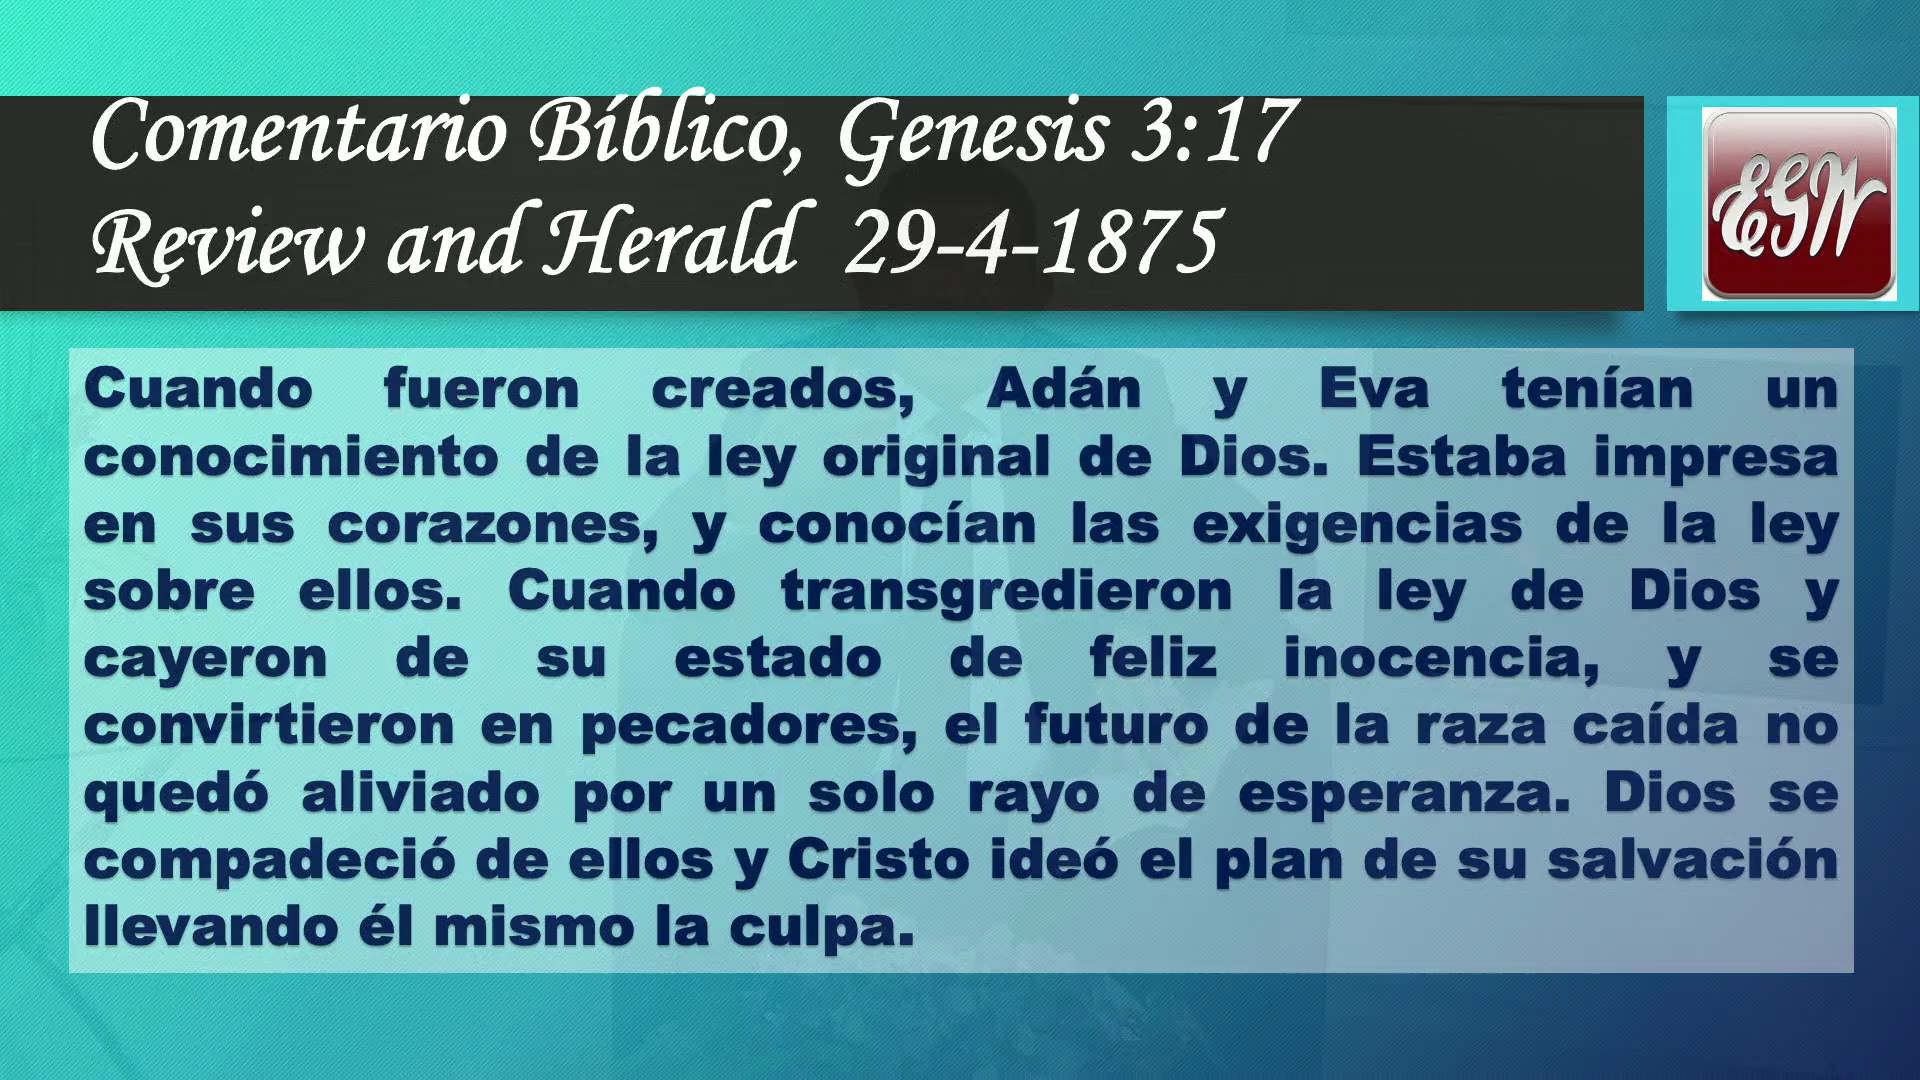 Comentario Bíblico, Genesis 3:17
Review and Herald 29-4-1875
EGW
Cuando fueron creados, Adán y Eva tenían un
conocimiento de la ley original de Dios. Estaba impresa
en sus corazones, y conocían las exigencias de la ley
sobre ellos. Cuando transgredieron la ley de Dios y
cayeron de su estado de feliz inocencia, y se
convirtieron en pecadores, el futuro de la raza caída no
quedó aliviado por un solo rayo de esperanza. Dios se
compadeció de ellos y Cristo ideó el plan de su salvación
llevando él mismo la culpa.